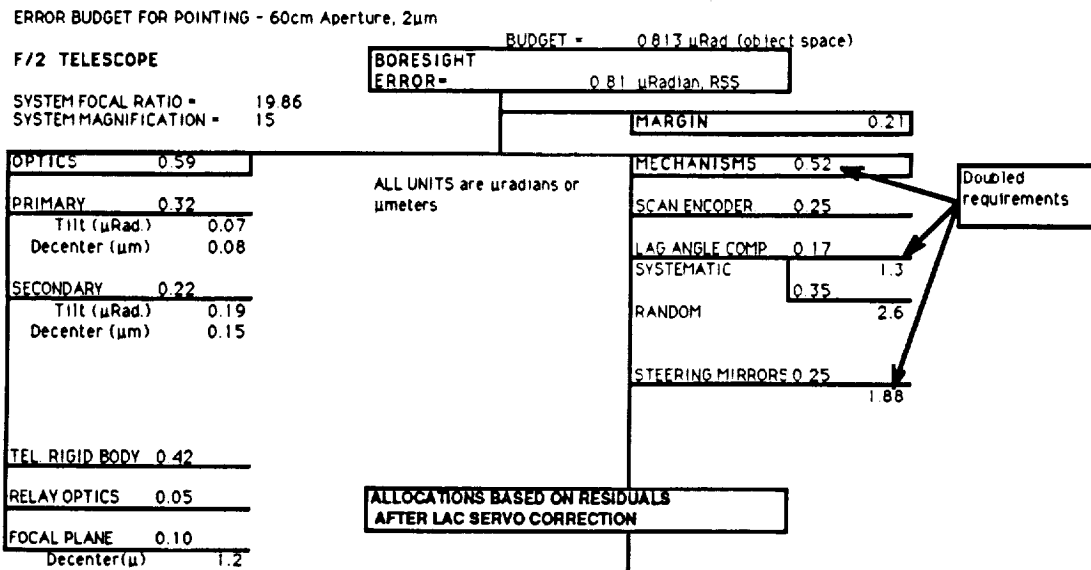 ERROR BUDGET FOR POINTING - 60cm Aperture, 2µm
BUDGET = 0.813 µRad (object space)
F/2 TELESCOPE
BORESIGHT
ERROR= 0.81 µRadian, RSS
SYSTEM FOCAL RATIO = 19.86
SYSTEM MAGNIFICATION = 15
MARGIN 0.21
OPTICS 0.59
MECHANISMS 0.52
ALL UNITS are µradians or
µmeters
Doubled
requirements
PRIMARY 0.32
Tilt (µRad.) 0.07
Decenter (µm) 0.08
SCAN ENCODER 0.25
LAG ANGLE COMP. 0.17
SYSTEMATIC 1.3
0.35
RANDOM 2.6
SECONDARY 0.22
Tilt (µRad.) 0.19
Decenter (µm) 0.15
STEERING MIRRORS 0.25
1.88
TEL. RIGID BODY 0.42
RELAY OPTICS 0.05
ALLOCATIONS BASED ON RESIDUALS
AFTER LAC SERVO CORRECTION
FOCAL PLANE 0.10
Decenter(µ) 1.2